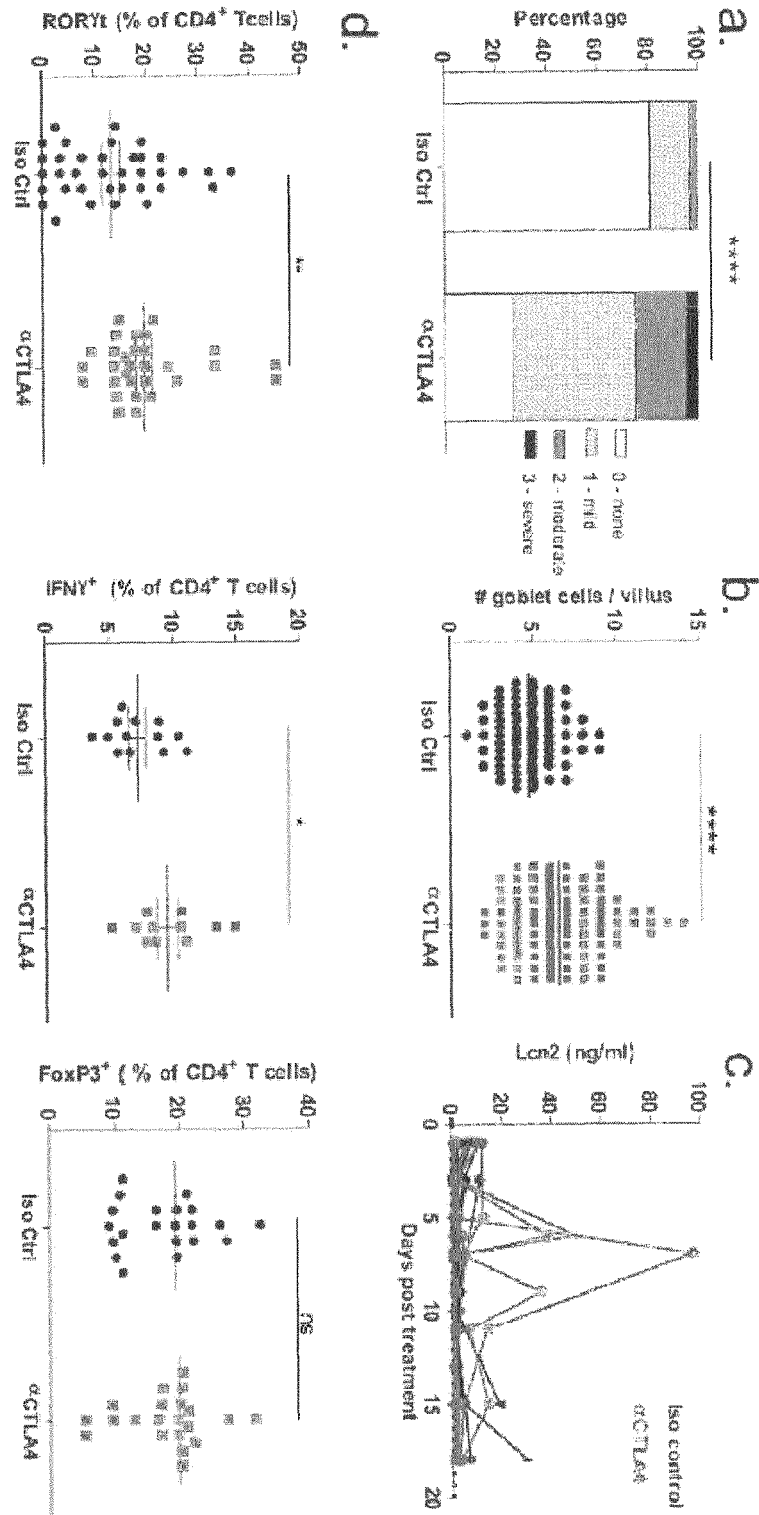 a.
Percentage
100
80
60
40
20
0
****
Iso Ctrl
αCTLA4
0 - none
1 - mild
2 - moderate
3 - severe
b.
# goblet cells / villus
15
10
5
0
****
Iso Ctrl
αCTLA4
c.
Lcn2 (ng/ml)
100
80
60
40
20
0
0
5
10
15
20
Days post treatment
Iso control
αCTLA4
d.
RORγt (% of CD4⁺ Tcells)
50
40
30
20
10
0
**
Iso Ctrl
αCTLA4
IFNγ⁺ (% of CD4⁺ T cells)
20
15
10
5
0
*
Iso Ctrl
αCTLA4
FoxP3⁺ ( % of CD4⁺ T cells)
40
30
20
10
0
ns
Iso Ctrl
αCTLA4